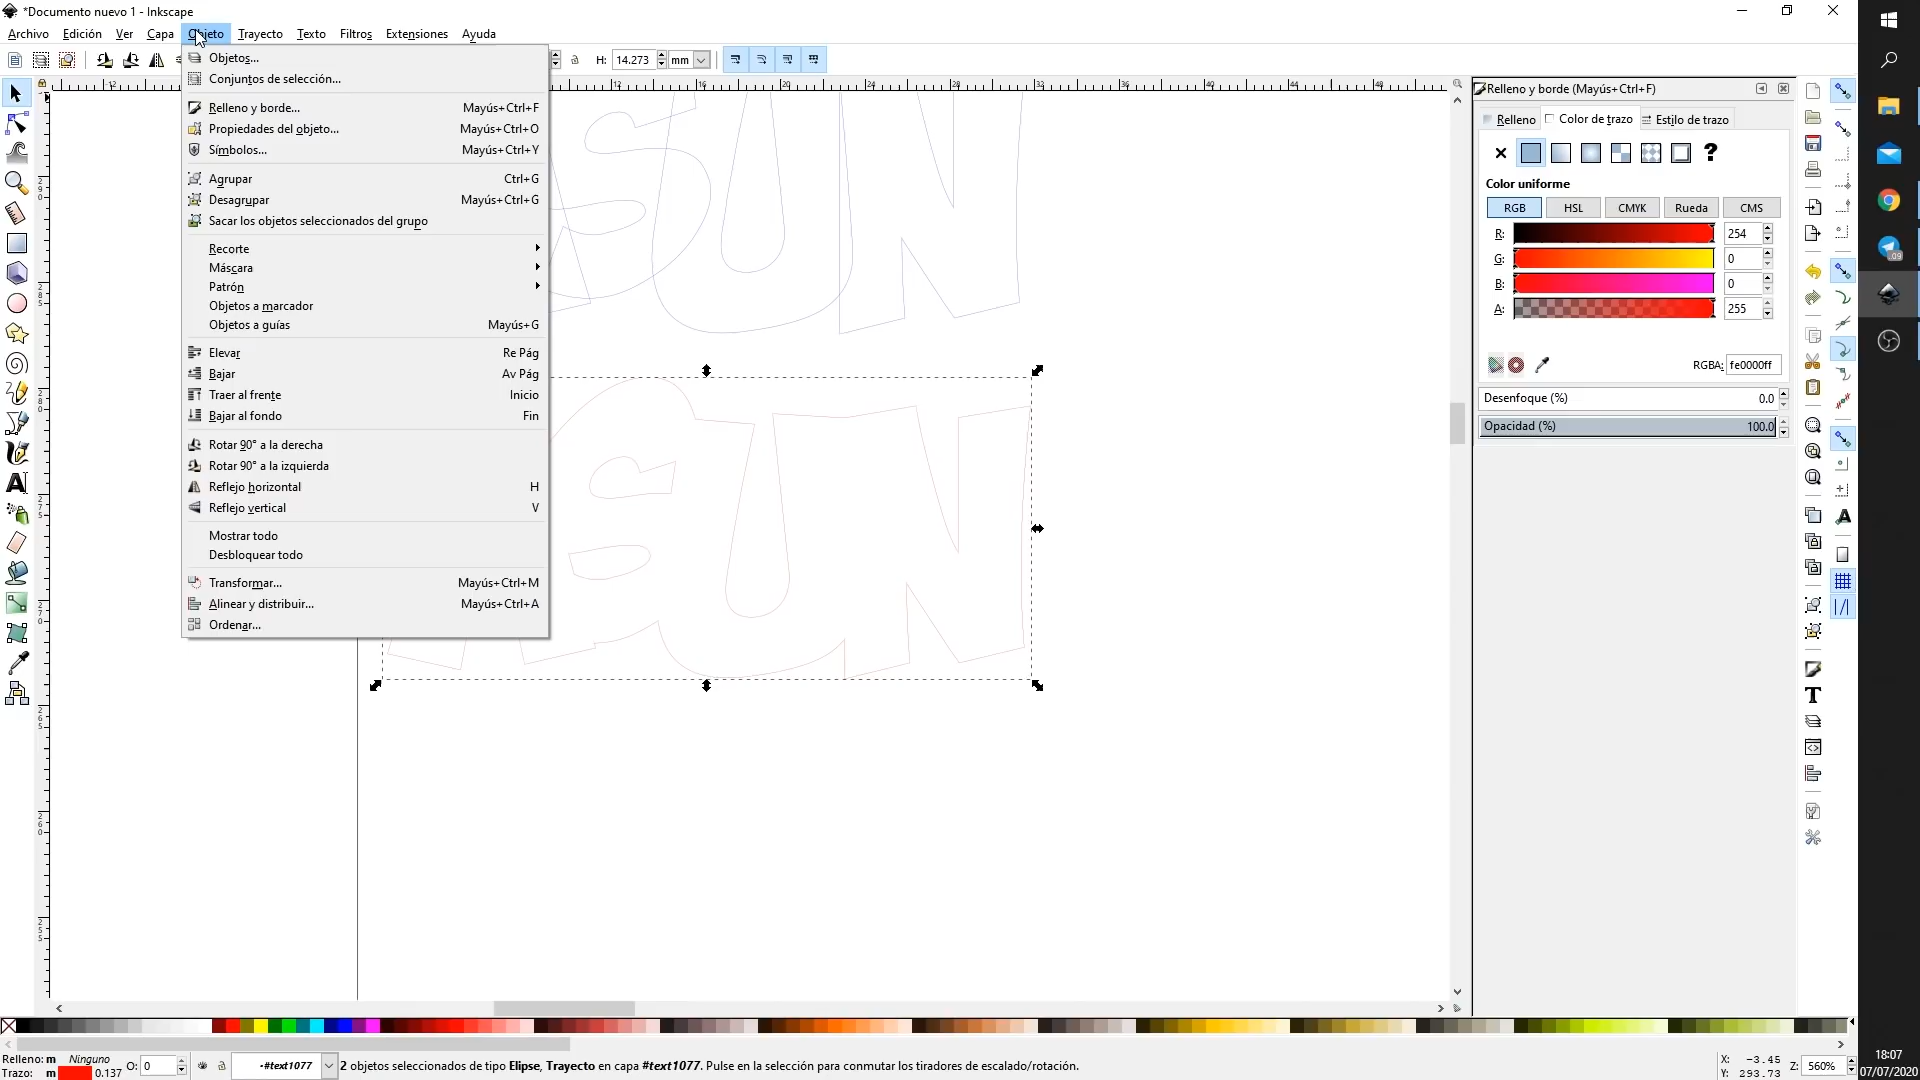 *Documento nuevo 1 - Inkscape
Archivo Edición Ver Capa Objeto Trayecto Texto Filtros Extensiones Ayuda
H: 14.273 mm
Objetos...
Conjuntos de selección...
Relleno y borde... Mayús+Ctrl+F
Propiedades del objeto... Mayús+Ctrl+O
Símbolos... Mayús+Ctrl+Y
Agrupar Ctrl+G
Desagrupar Mayús+Ctrl+G
Sacar los objetos seleccionados del grupo
Recorte
Máscara
Patrón
Objetos a marcador
Objetos a guías Mayús+G
Elevar Re Pág
Bajar Av Pág
Traer al frente Inicio
Bajar al fondo Fin
Rotar 90° a la derecha
Rotar 90° a la izquierda
Reflejo horizontal H
Reflejo vertical V
Mostrar todo
Desbloquear todo
Transformar... Mayús+Ctrl+M
Alinear y distribuir... Mayús+Ctrl+A
Ordenar...
SUN
SUN
Relleno y borde (Mayús+Ctrl+F)
Relleno Color de trazo Estilo de trazo
Color uniforme
RGB HSL CMYK Rueda CMS
R: 254
G: 0
B: 0
A: 255
RGBA: fe0000ff
Desenfoque (%) 0.0
Opacidad (%) 100.0
Relleno: m Ninguno
Trazo: m 0.137
O: 0
·#text1077
2 objetos seleccionados de tipo Elipse, Trayecto en capa #text1077. Pulse en la selección para conmutar los tiradores de escalado/rotación.
X: -3.45
Y: 293.73
Z: 560%
18:07
07/07/2020